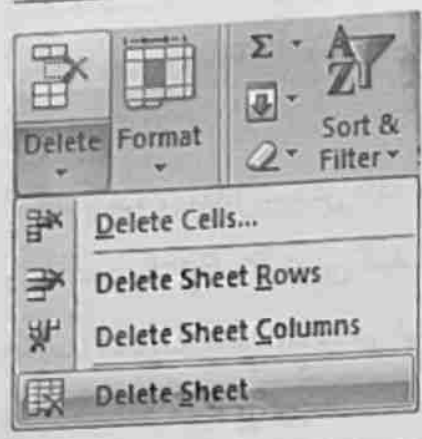 Σ
A
Z
Delete
Format
Sort &
Filter
Delete Cells...
Delete Sheet Rows
Delete Sheet Columns
Delete Sheet